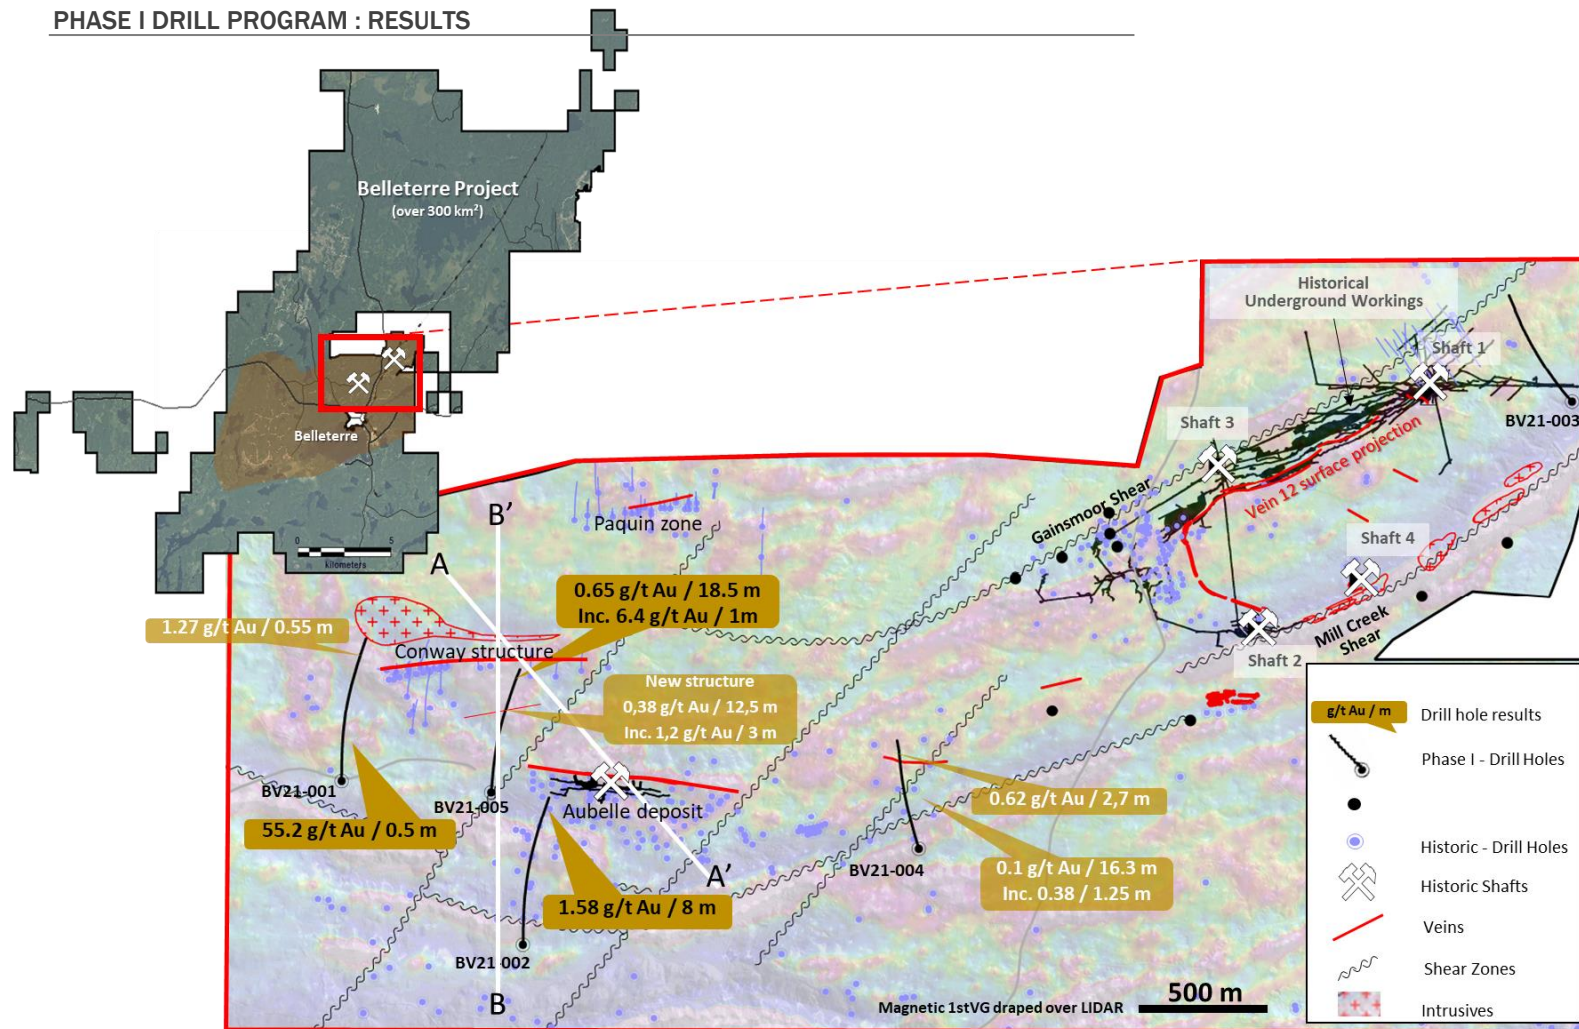 PHASE I DRILL PROGRAM : RESULTS
Belleterre Project
(over 300 km²)
Belleterre
0 5
kilometers
Historical
Underground Workings
Shaft 1
BV21-003
Shaft 3
Vein 12 surface projection
Gainsmoor Shear
Shaft 4
Mill Creek
Shear
Shaft 2
B’
Paquin zone
A
0.65 g/t Au / 18.5 m
Inc. 6.4 g/t Au / 1m
1.27 g/t Au / 0.55 m
Conway structure
New structure
0,38 g/t Au / 12,5 m
Inc. 1,2 g/t Au / 3 m
BV21-001
BV21-005
Aubelle deposit
55.2 g/t Au / 0.5 m
0.62 g/t Au / 2,7 m
BV21-004
A’
0.1 g/t Au / 16.3 m
Inc. 0.38 / 1.25 m
1.58 g/t Au / 8 m
BV21-002
B
Magnetic 1stVG draped over LIDAR
500 m
g/t Au / m
Drill hole results
Phase I - Drill Holes
Historic - Drill Holes
Historic Shafts
Veins
Shear Zones
Intrusives